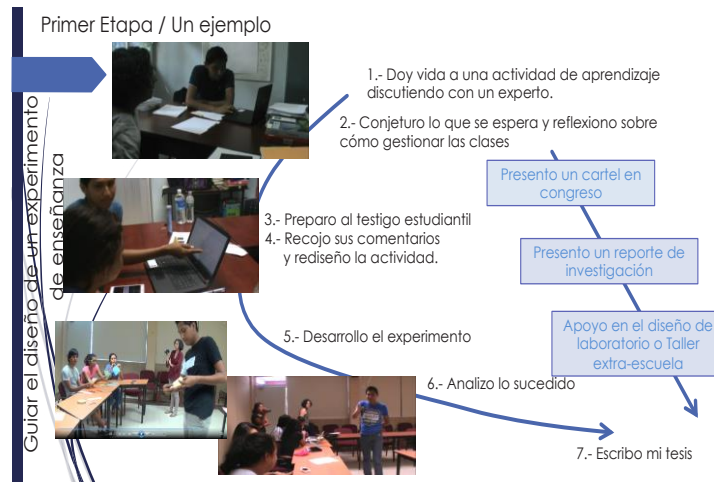 Primer Etapa / Un ejemplo
Guiar el diseño de un experimento
de enseñanza
1.- Doy vida a una actividad de aprendizaje
discutiendo con un experto.
2.- Conjeturo lo que se espera y reflexiono sobre
cómo gestionar las clases
Presento un cartel en
congreso
3.- Preparo al testigo estudiantil
4.- Recojo sus comentarios
y rediseño la actividad.
Presento un reporte de
investigación
Apoyo en el diseño de
laboratorio o Taller
extra-escuela
5.- Desarrollo el experimento
6.- Analizo lo sucedido
7.- Escribo mi tesis